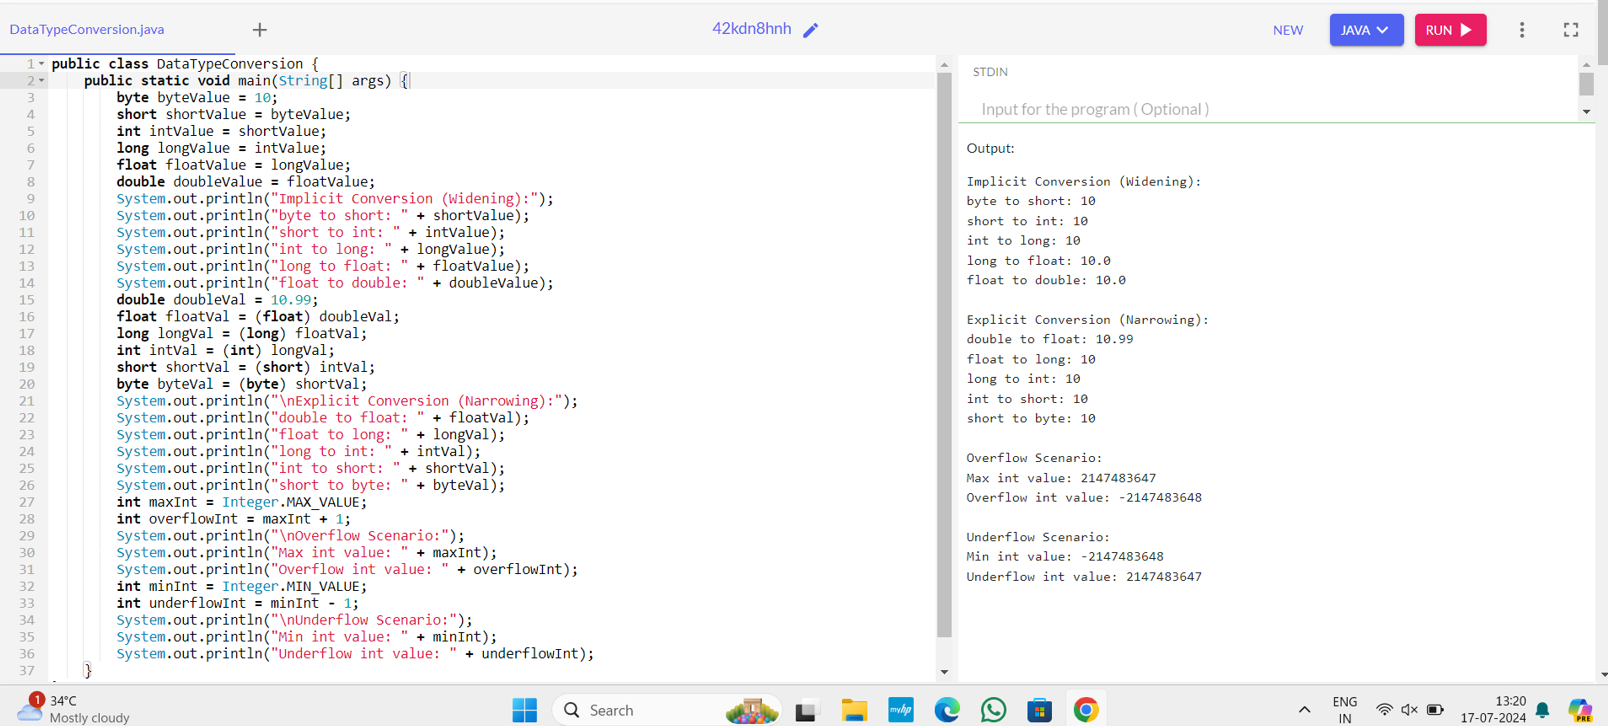 DataTypeConversion.java
+
42kdn8hnh
NEW
JAVA
RUN
1 public class DataTypeConversion {
2 public static void main(String[] args) {
3 byte byteValue = 10;
4 short shortValue = byteValue;
5 int intValue = shortValue;
6 long longValue = intValue;
7 float floatValue = longValue;
8 double doubleValue = floatValue;
9 System.out.println("Implicit Conversion (Widening):");
10 System.out.println("byte to short: " + shortValue);
11 System.out.println("short to int: " + intValue);
12 System.out.println("int to long: " + longValue);
13 System.out.println("long to float: " + floatValue);
14 System.out.println("float to double: " + doubleValue);
15 double doubleVal = 10.99;
16 float floatVal = (float) doubleVal;
17 long longVal = (long) floatVal;
18 int intVal = (int) longVal;
19 short shortVal = (short) intVal;
20 byte byteVal = (byte) shortVal;
21 System.out.println("\nExplicit Conversion (Narrowing):");
22 System.out.println("double to float: " + floatVal);
23 System.out.println("float to long: " + longVal);
24 System.out.println("long to int: " + intVal);
25 System.out.println("int to short: " + shortVal);
26 System.out.println("short to byte: " + byteVal);
27 int maxInt = Integer.MAX_VALUE;
28 int overflowInt = maxInt + 1;
29 System.out.println("\nOverflow Scenario:");
30 System.out.println("Max int value: " + maxInt);
31 System.out.println("Overflow int value: " + overflowInt);
32 int minInt = Integer.MIN_VALUE;
33 int underflowInt = minInt - 1;
34 System.out.println("\nUnderflow Scenario:");
35 System.out.println("Min int value: " + minInt);
36 System.out.println("Underflow int value: " + underflowInt);
37 }
STDIN
Input for the program ( Optional )
Output:
Implicit Conversion (Widening):
byte to short: 10
short to int: 10
int to long: 10
long to float: 10.0
float to double: 10.0
Explicit Conversion (Narrowing):
double to float: 10.99
float to long: 10
long to int: 10
int to short: 10
short to byte: 10
Overflow Scenario:
Max int value: 2147483647
Overflow int value: -2147483648
Underflow Scenario:
Min int value: -2147483648
Underflow int value: 2147483647
1
34°C
Mostly cloudy
Search
myhp
ENG
IN
13:20
17-07-2024
PRE